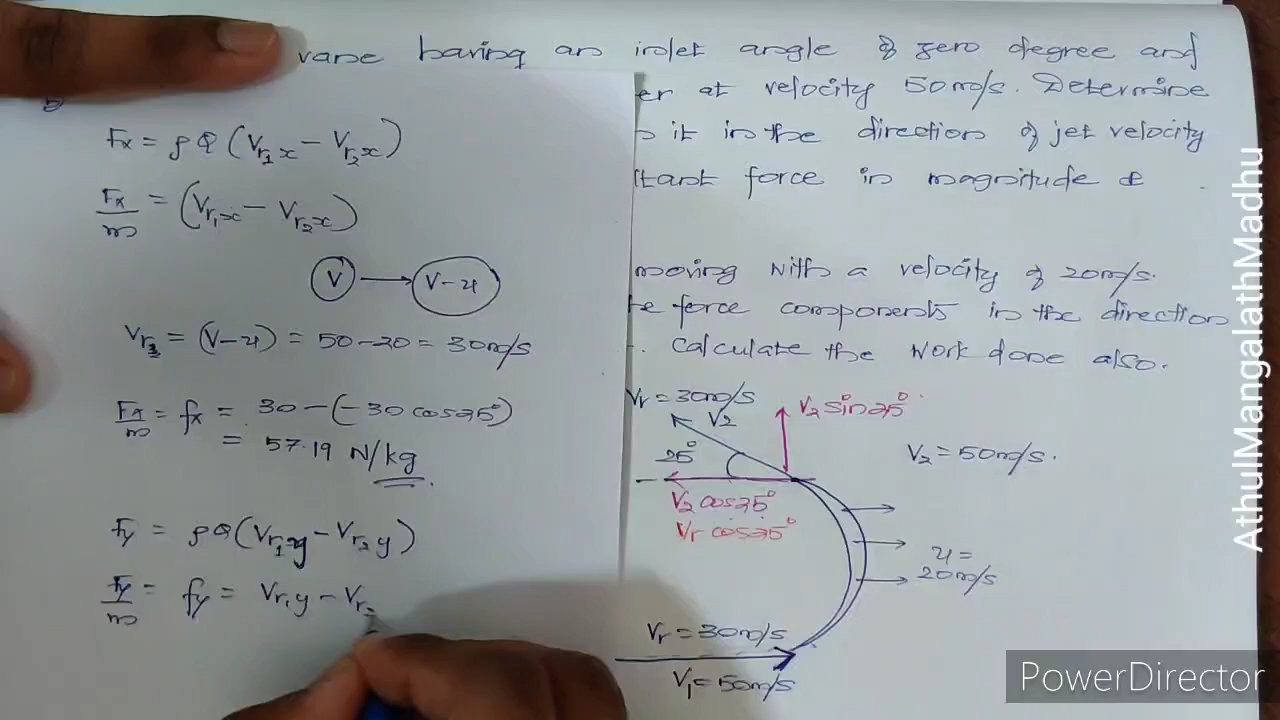 vane having an inlet angle of zero degree and
er at velocity 50m/s. Determine
it in the direction of jet velocity
ltant force in magnitude &
moving with a velocity of 20m/s.
force components in the direction
Calculate the work done also.
Fx = ρQ(Vr1x - Vr2x)
Fx/m = (Vr1x - Vr2x)
V → V-u
Vr1 = (V-u) = 50-20 = 30m/s
Fx/m = fx = 30-(-30 cos25°)
= 57.19 N/kg.
Fy = ρQ(Vr1y - Vr2y)
Fy/m = fy = Vr1y - Vr2
Vr = 30m/s
V2
V2 sin25°
25°
V2 = 50m/s.
V2 cos25°
Vr cos25°
u =
20m/s
Vr = 30m/s
V1 = 50m/s
AthulMangalathMadhu
PowerDirector